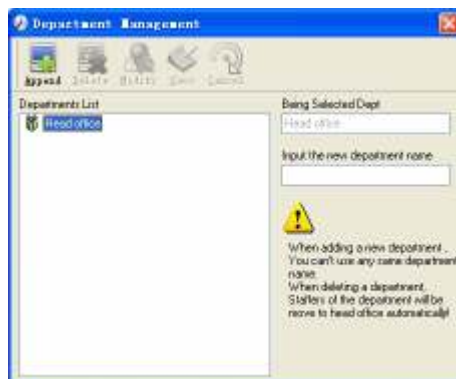 Department Management
Append Delete Modify Save Cancel
Departments List
Head office
Being Selected Dept
Head office
Input the new department name
When adding a new department ,
You can't use any same department
name.
When deleting a department,
Staffers of the department will be
move to head office automatically!